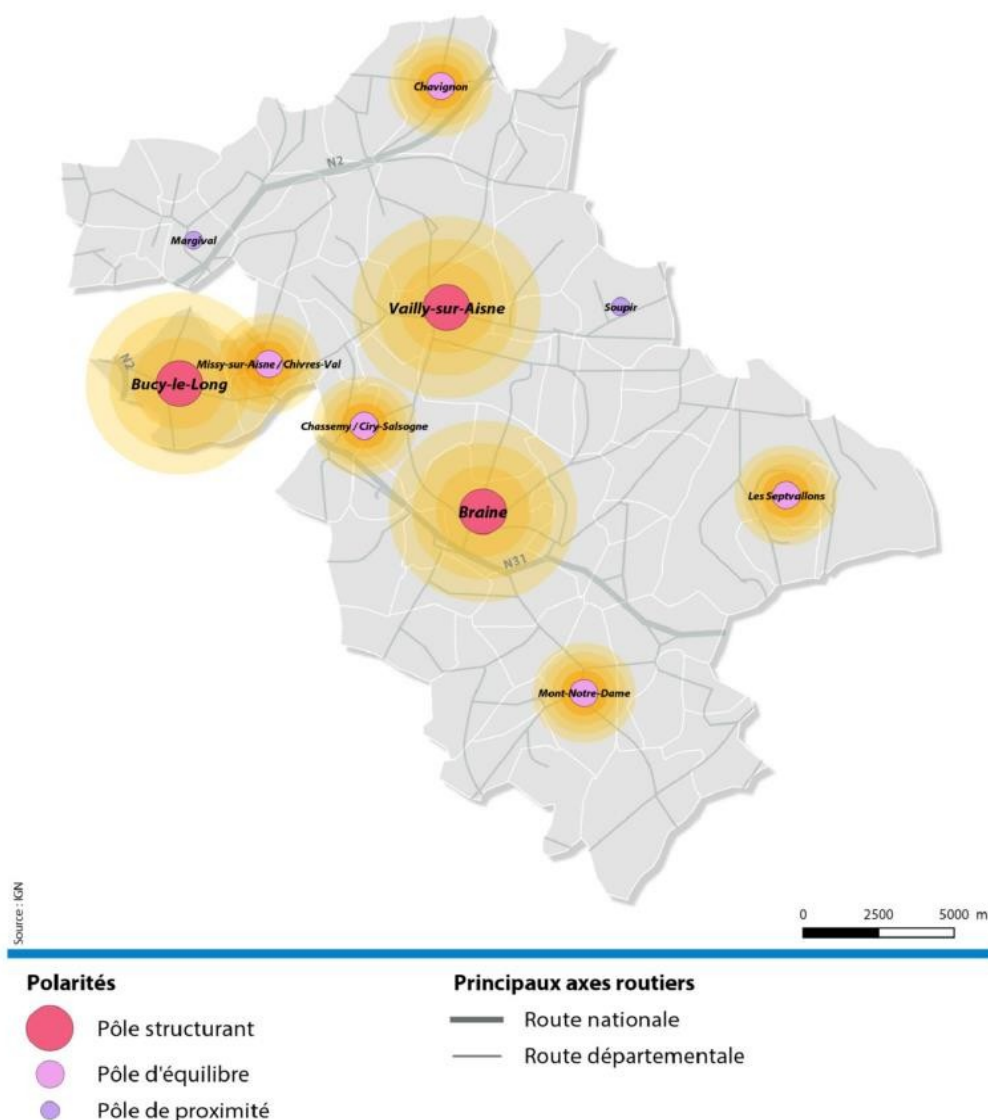 Chavignon
N2
Margival
Vailly-sur-Aisne
Soupir
N2
Missy-sur-Aisne / Chivres-Val
Bucy-le-Long
Chassemy / Ciry-Salsogne
Les Septvallons
Braine
N31
Mont-Notre-Dame
Source : IGN
0 2500 5000 m
Polarités
Pôle structurant
Pôle d'équilibre
Pôle de proximité
Principaux axes routiers
Route nationale
Route départementale